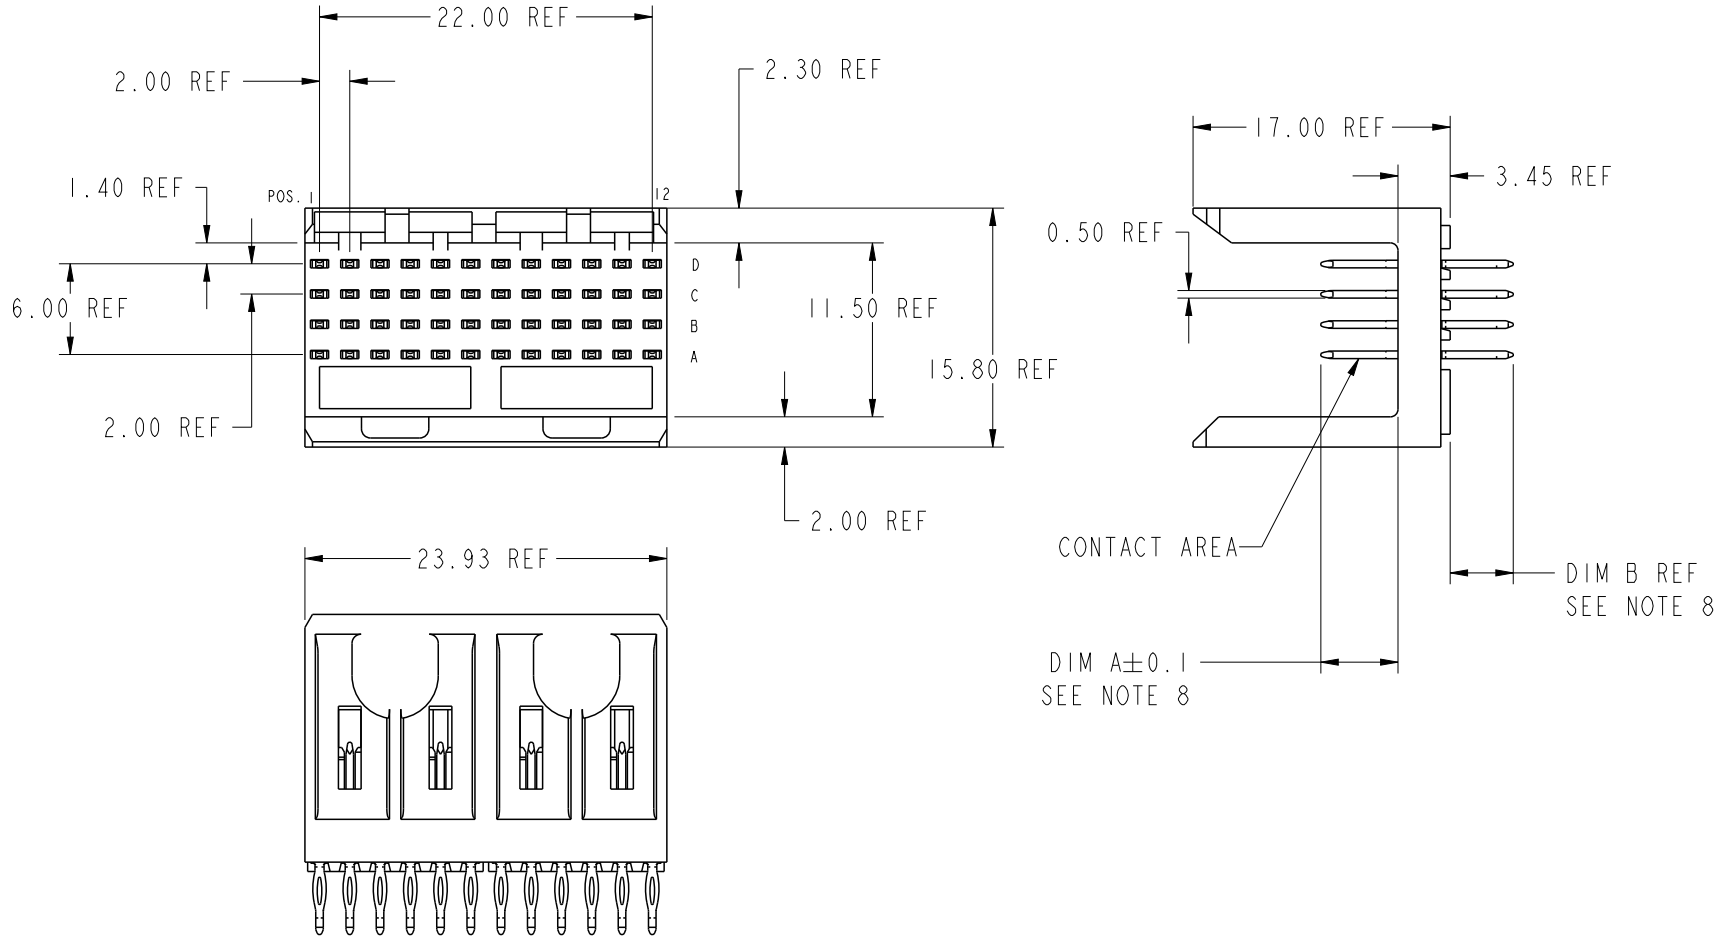 22.00 REF
2.00 REF
2.30 REF
17.00 REF
1.40 REF
POS. 1
12
3.45 REF
0.50 REF
D
6.00 REF
C
11.50 REF
B
A
15.80 REF
2.00 REF
2.00 REF
CONTACT AREA
23.93 REF
DIM B REF
SEE NOTE 8
DIM A±0.1
SEE NOTE 8